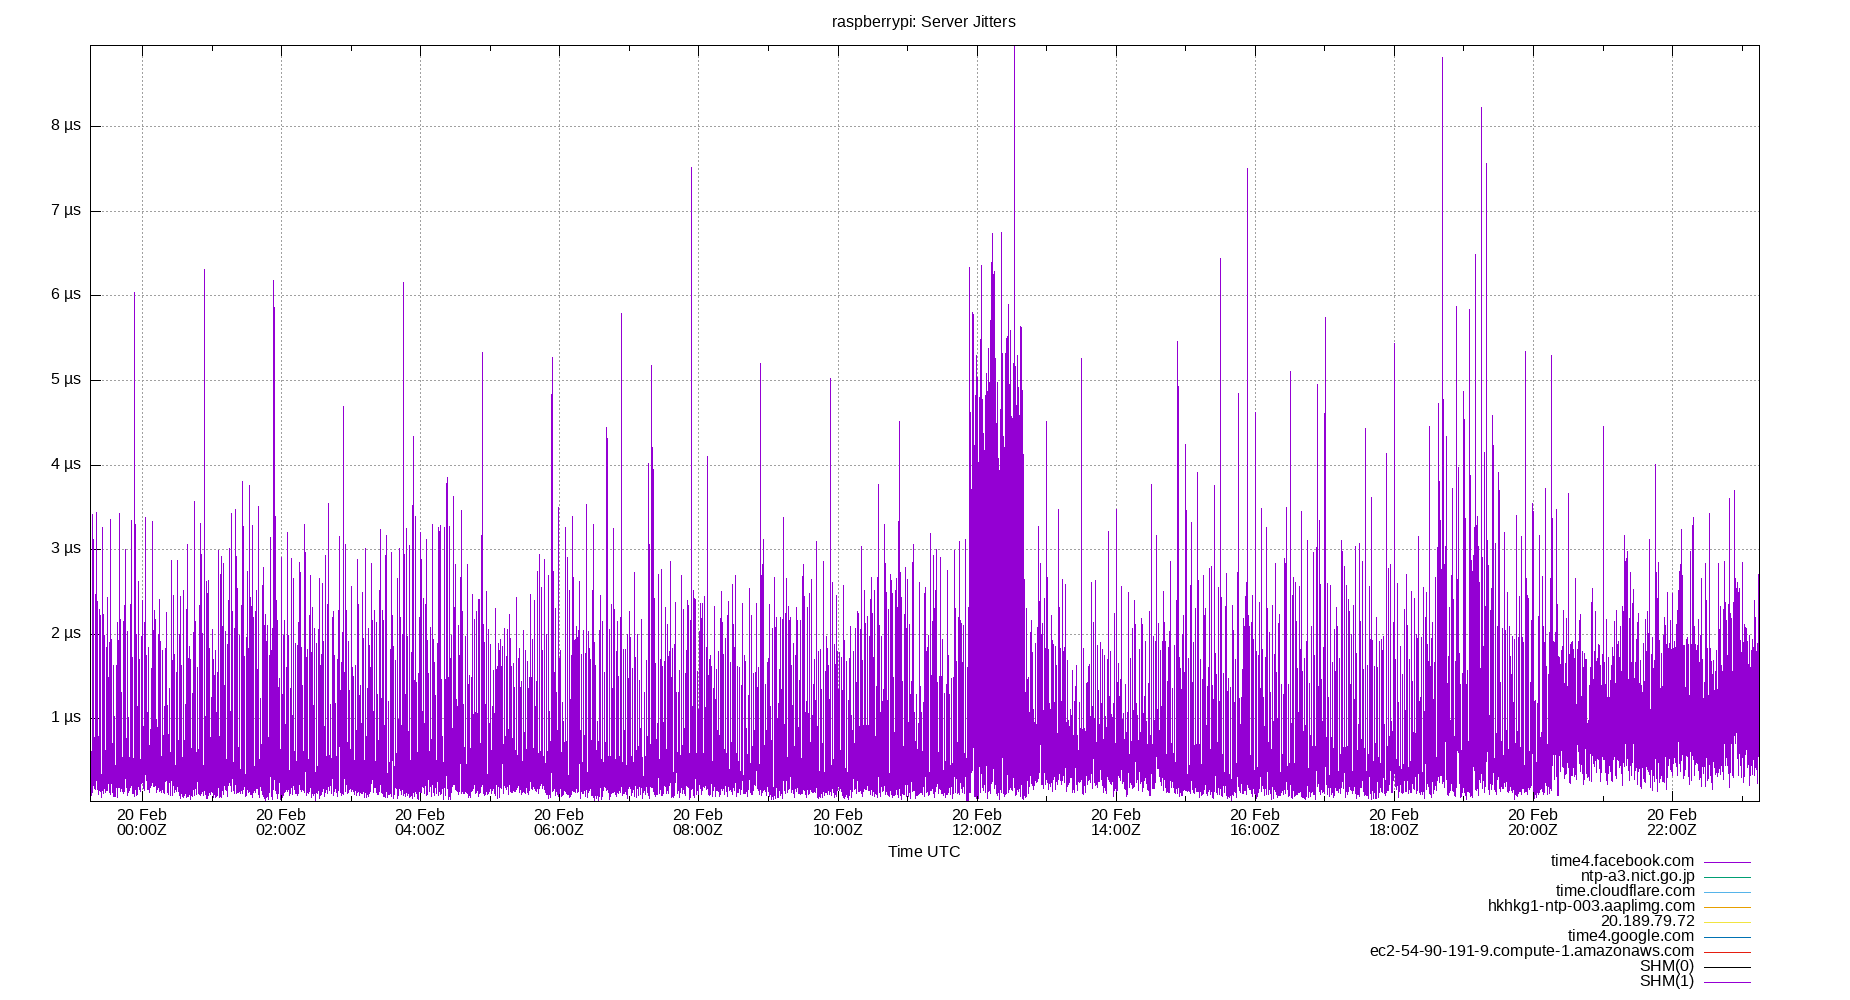 raspberrypi: Server Jitters
8 µs
7 µs
6 µs
5 µs
4 µs
3 µs
2 µs
1 µs
20 Feb 20 Feb 20 Feb 20 Feb 20 Feb 20 Feb 20 Feb 20 Feb 20 Feb 20 Feb 20 Feb 20 Feb
00:00Z 02:00Z 04:00Z 06:00Z 08:00Z 10:00Z 12:00Z 14:00Z 16:00Z 18:00Z 20:00Z 22:00Z
Time UTC
time4.facebook.com
ntp-a3.nict.go.jp
time.cloudflare.com
hkhkg1-ntp-003.aaplimg.com
20.189.79.72
time4.google.com
ec2-54-90-191-9.compute-1.amazonaws.com
SHM(0)
SHM(1)